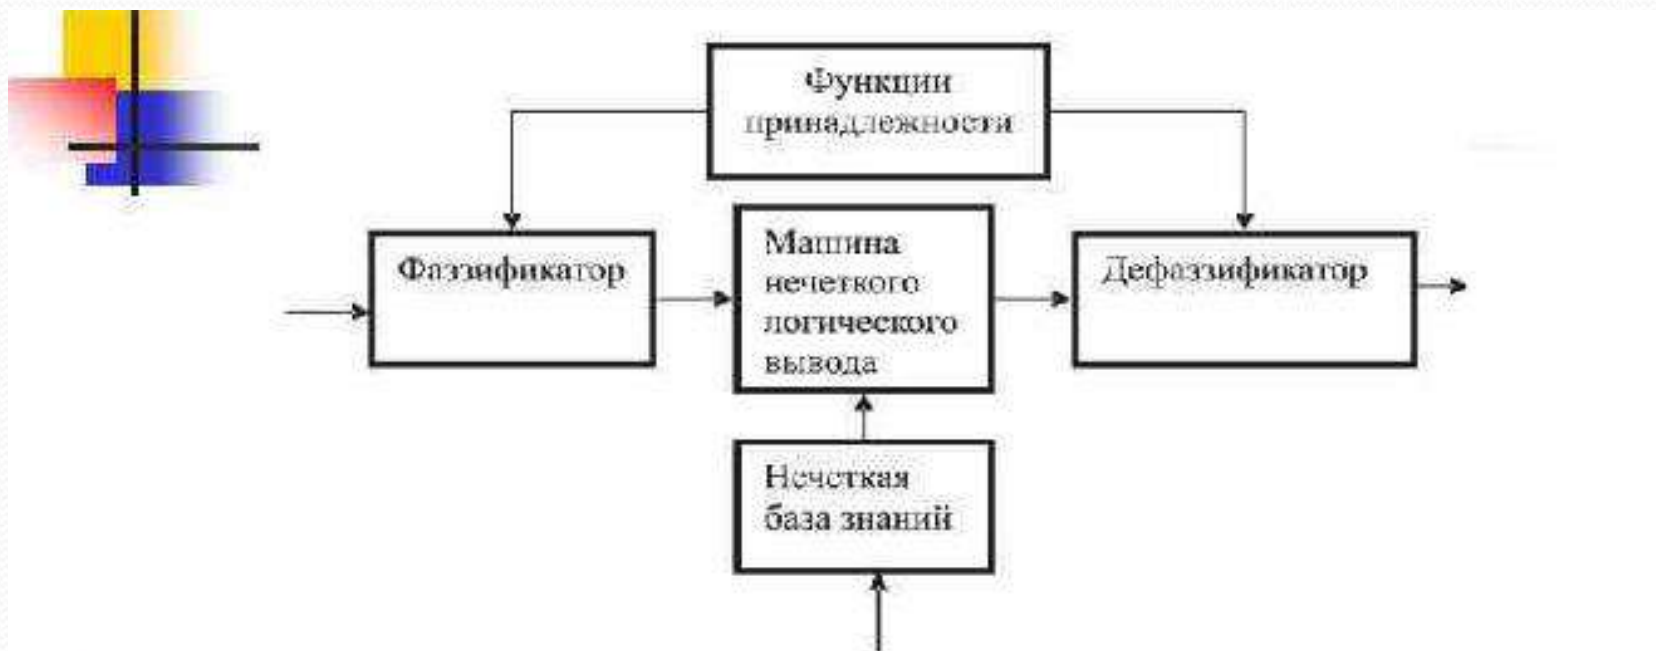 Функции
принадлежности
Фаззификатор
Машина
нечеткого
логического
вывода
Дефаззификатор
Нечеткая
база знаний